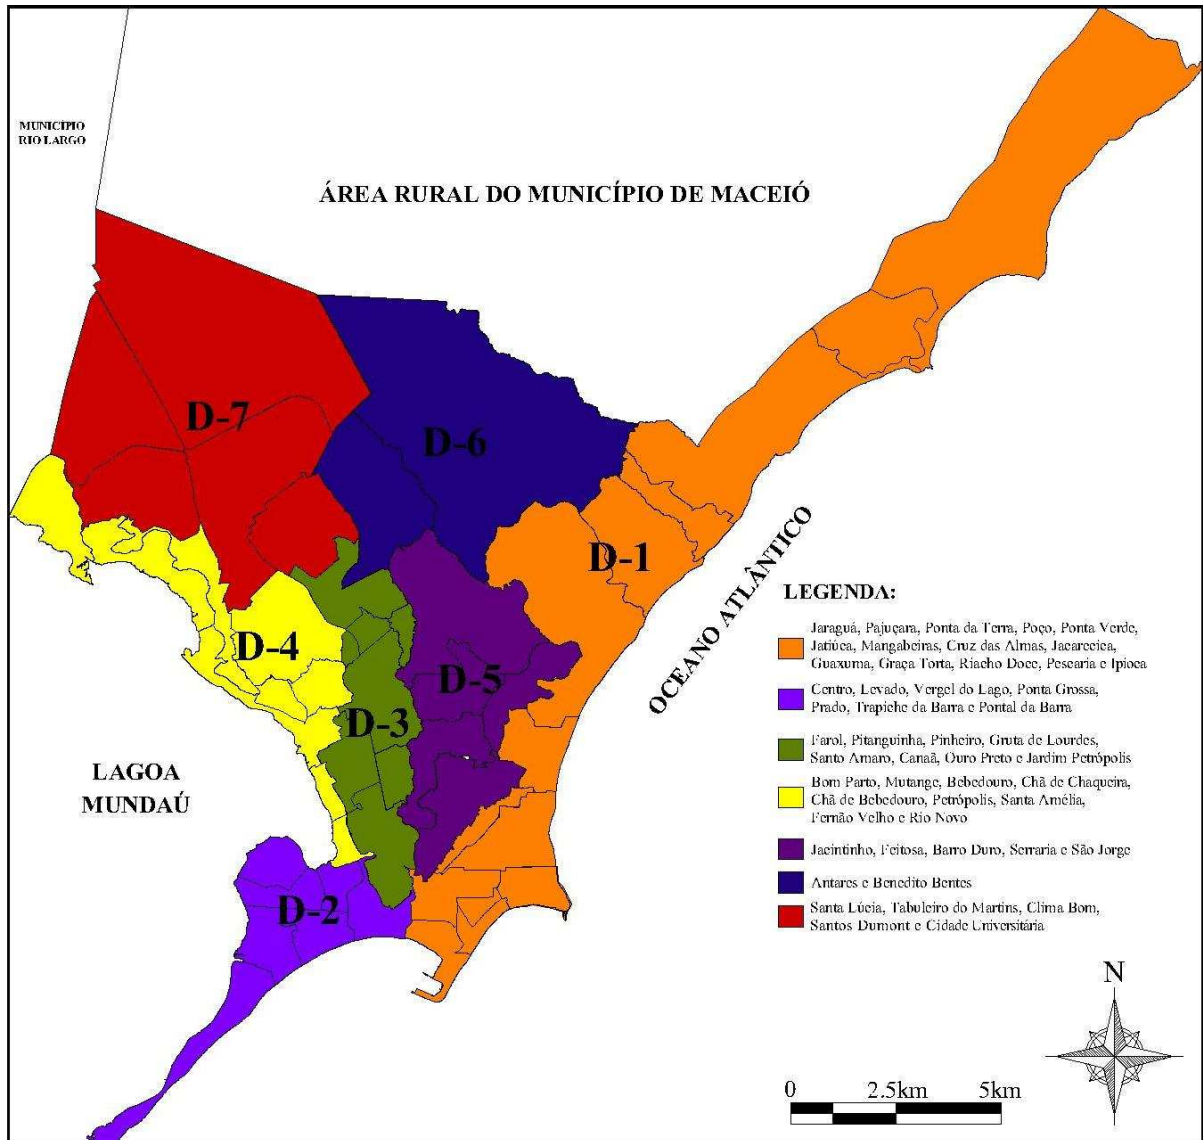 MUNICÍPIO
RIO LARGO
ÁREA RURAL DO MUNICÍPIO DE MACEIÓ
D-7
D-6
D-1
D-4
D-5
D-3
D-2
OCEANO ATLÂNTICO
LAGOA
MUNDAÚ
LEGENDA:
Jaraguá, Pajuçara, Ponta da Terra, Poço, Ponta Verde,
Jatiúca, Mangabeiras, Cruz das Almas, Jacarecica,
Guaxuma, Graça Torta, Riacho Doce, Pescaria e Ipioca
Centro, Levado, Vergel do Lago, Ponta Grossa,
Prado, Trapiche da Barra e Pontal da Barra
Farol, Pitanguinha, Pinheiro, Gruta de Lourdes,
Santo Amaro, Canaã, Ouro Preto e Jardim Petrópolis
Bom Parto, Mutange, Bebedouro, Chã de Chaqueira,
Chã de Bebedouro, Petrópolis, Santa Amélia,
Fernão Velho e Rio Novo
Jacintinho, Feitosa, Barro Duro, Serraria e São Jorge
Antares e Benedito Bentes
Santa Lúcia, Tabuleiro do Martins, Clima Bom,
Santos Dumont e Cidade Universitária
N
0 2.5km 5km